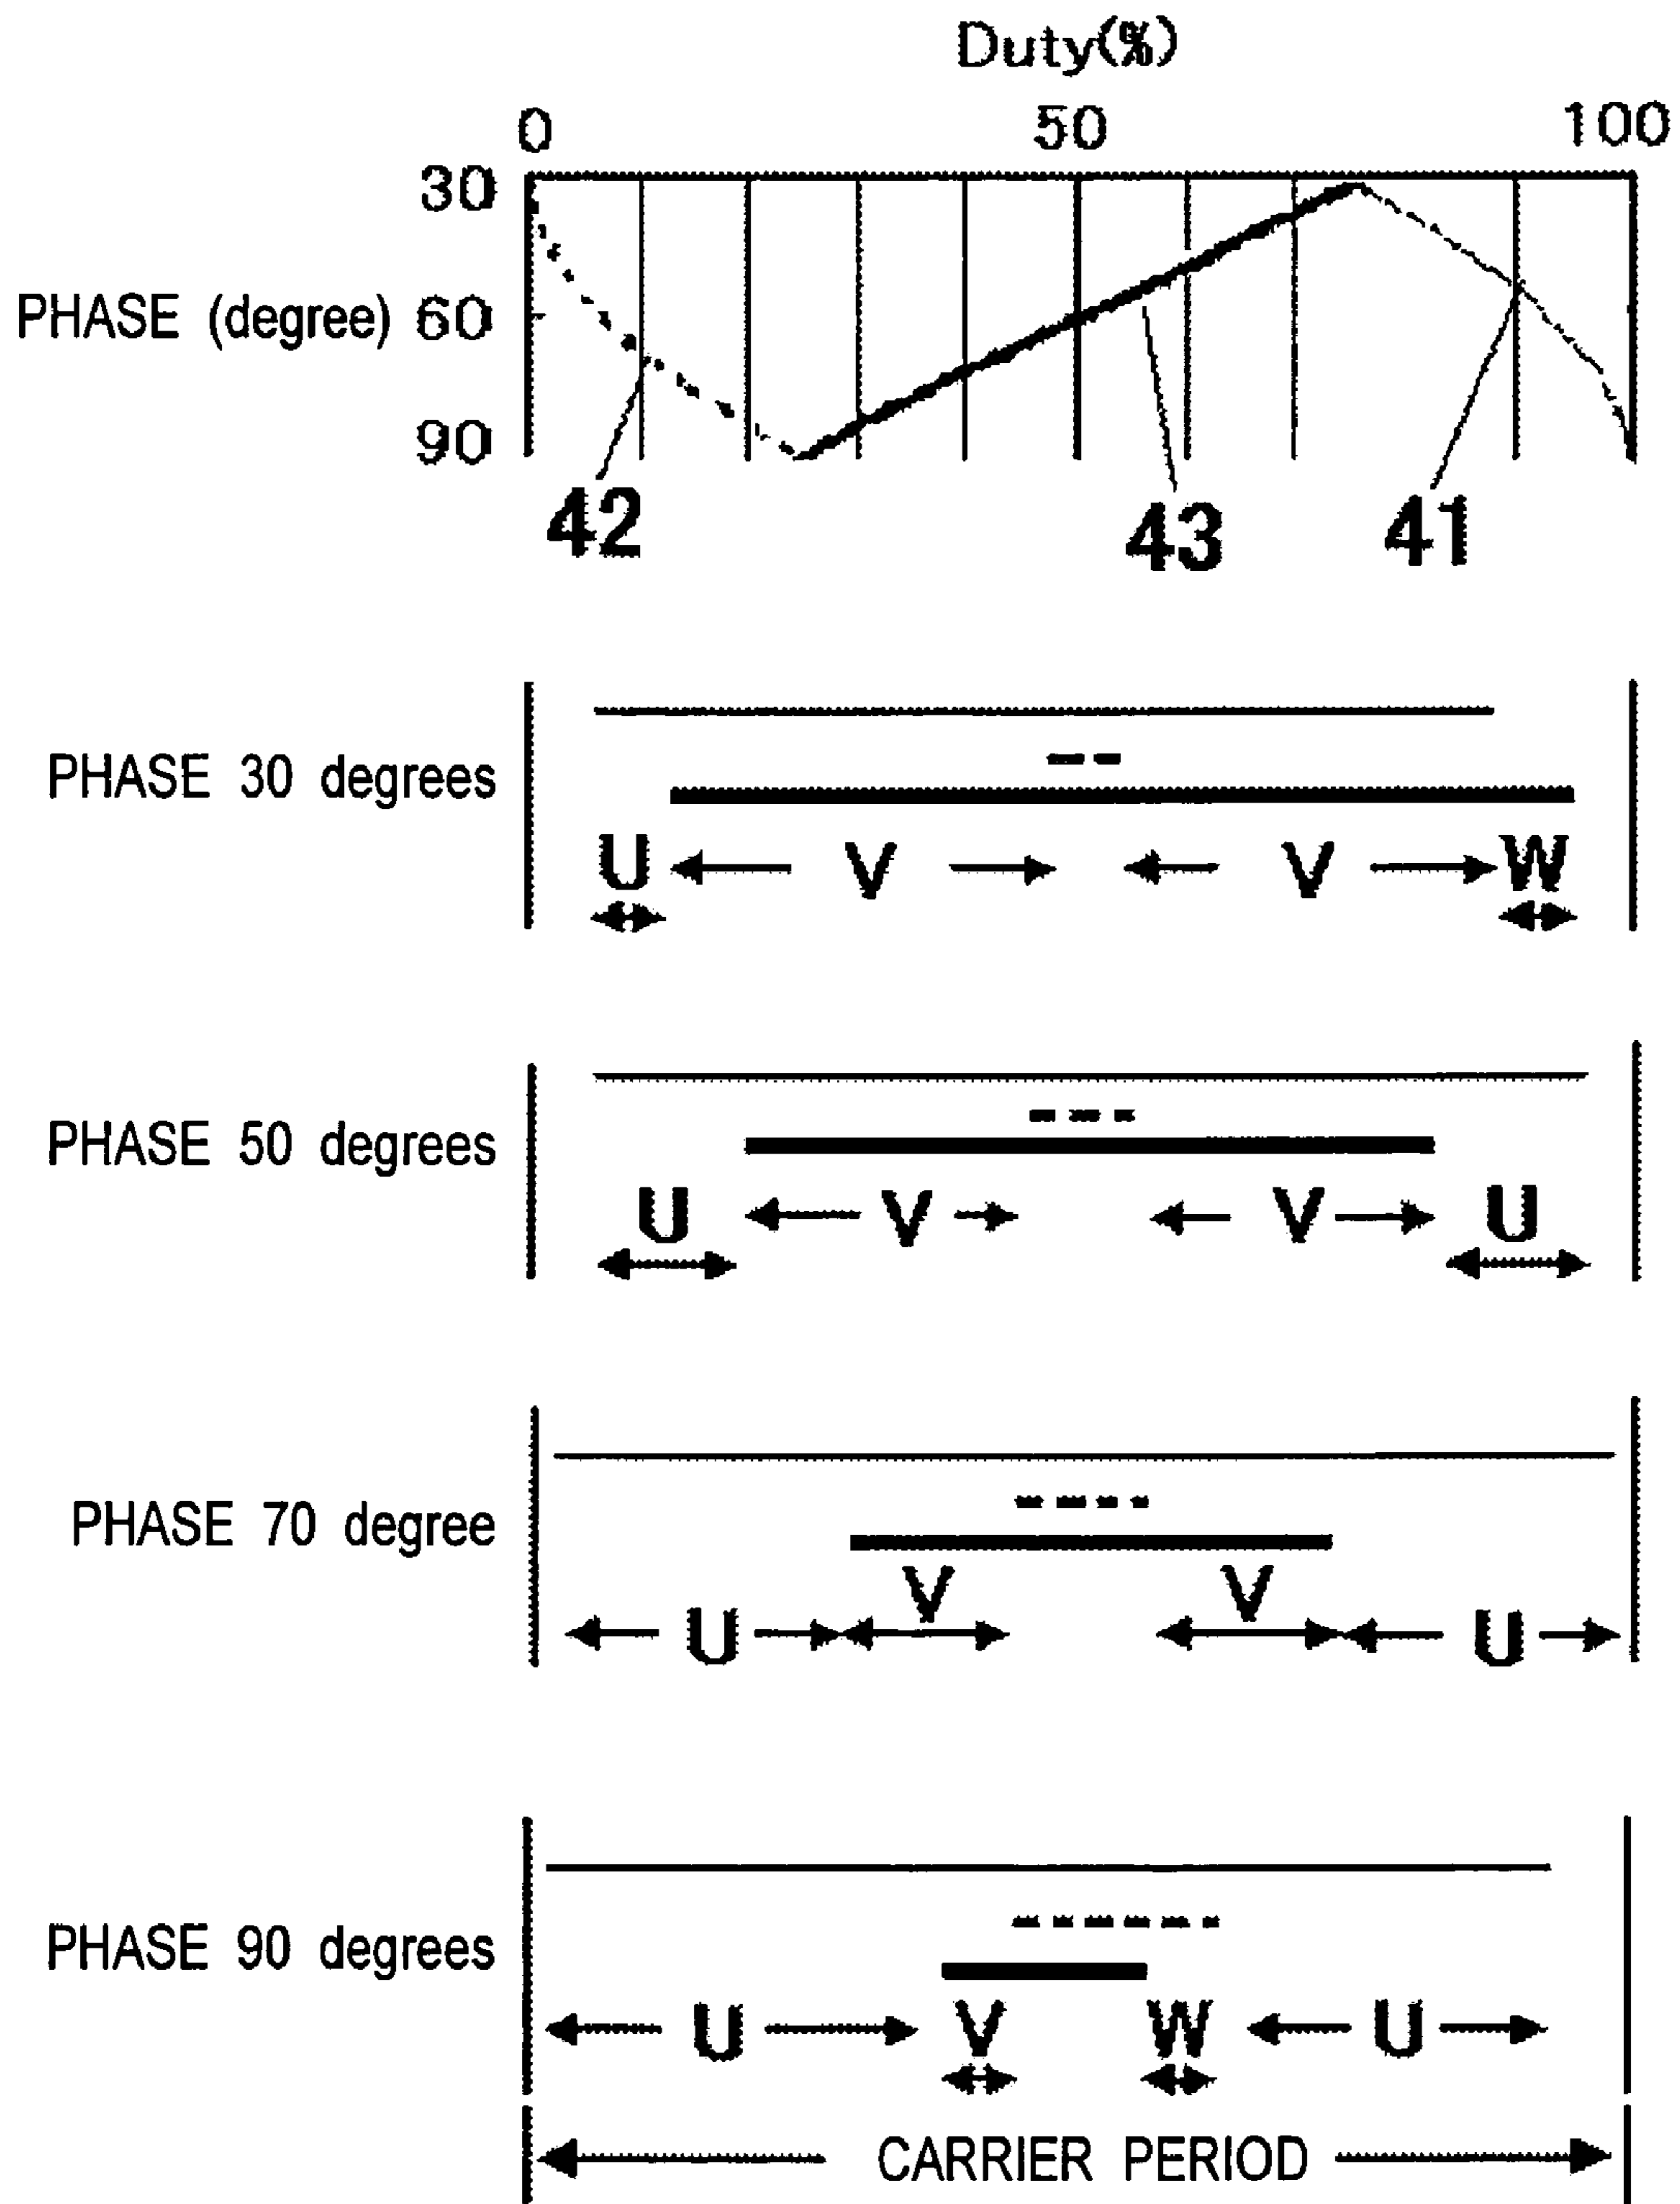 Duty(%)
0 50 100
30
PHASE (degree) 60
90
42 43 41
PHASE 30 degrees
U V V W
PHASE 50 degrees
U V V U
PHASE 70 degree
U V V U
PHASE 90 degrees
U V W U
CARRIER PERIOD